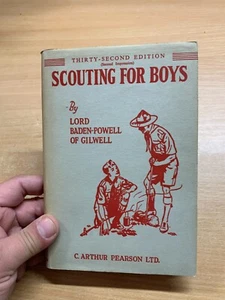 THIRTY-SECOND EDITION
(Second Impression)
SCOUTING FOR BOYS
By
LORD
BADEN-POWELL
OF GILWELL
C. ARTHUR PEARSON LTD.